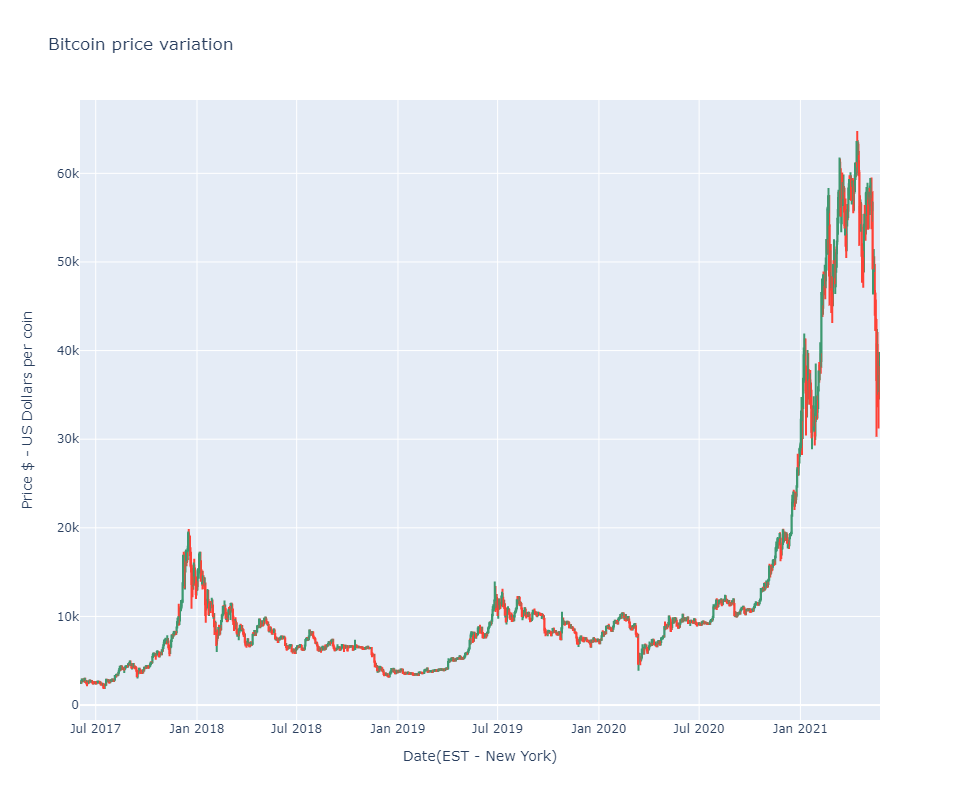 Bitcoin price variation
Price $ - US Dollars per coin
60k
50k
40k
30k
20k
10k
0
Jul 2017 Jan 2018 Jul 2018 Jan 2019 Jul 2019 Jan 2020 Jul 2020 Jan 2021
Date(EST - New York)